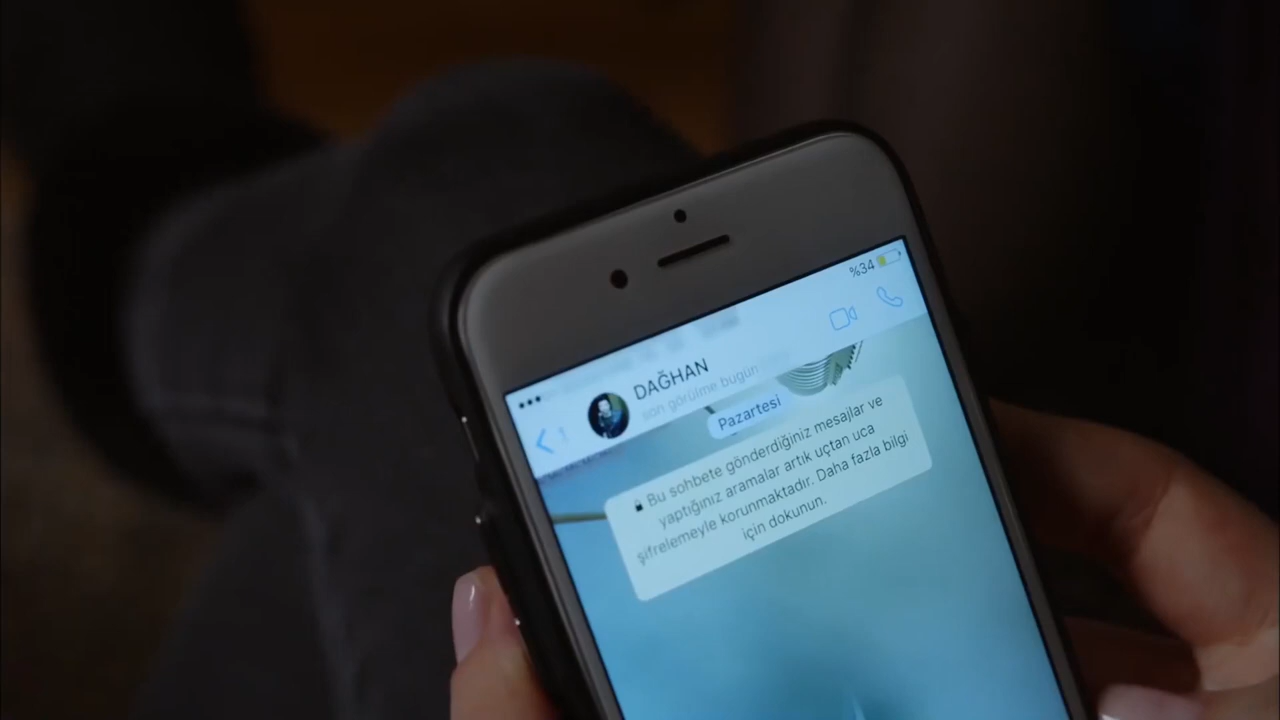 %34
DAĞHAN
son görülme bugün
Pazartesi
Bu sohbete gönderdiğiniz mesajlar ve
yaptığınız aramalar artık uçtan uca
şifrelemeyle korunmaktadır. Daha fazla bilgi
için dokunun.